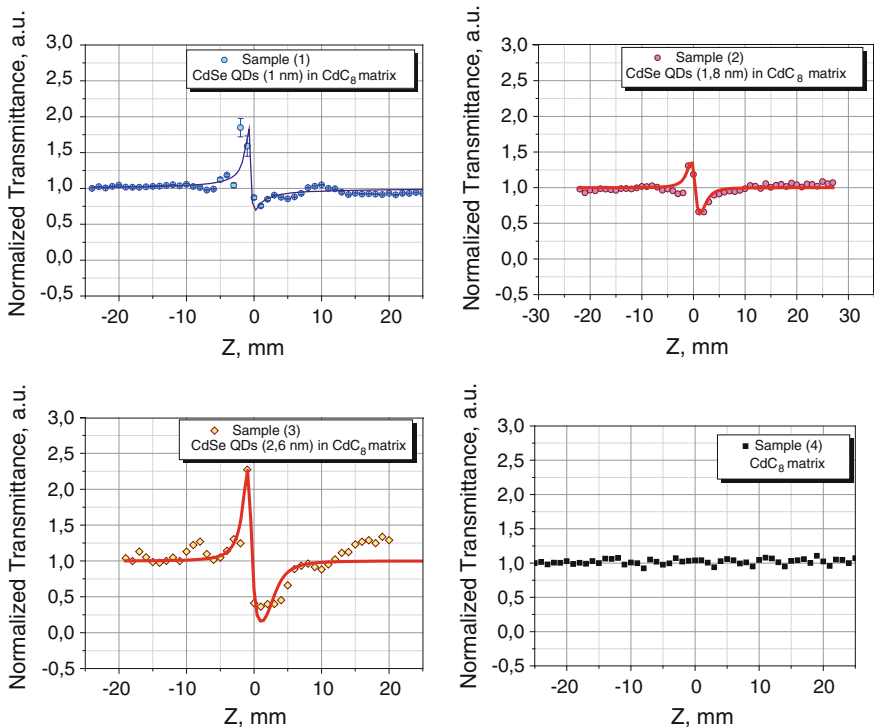 3,0
2,5
2,0
1,5
1,0
0,5
0,0
-0,5
Normalized Transmittance, a.u.
Sample (1)
CdSe QDs (1 nm) in CdC8 matrix
-20 -10 0 10 20
Z, mm
3,0
2,5
2,0
1,5
1,0
0,5
0,0
-0,5
Normalized Transmittance, a.u.
Sample (2)
CdSe QDs (1,8 nm) in CdC8 matrix
-30 -20 -10 0 10 20 30
Z, mm
3,0
2,5
2,0
1,5
1,0
0,5
0,0
-0,5
Normalized Transmittance, a.u.
Sample (3)
CdSe QDs (2,6 nm) in CdC8 matrix
-20 -10 0 10 20
Z, mm
3,0
2,5
2,0
1,5
1,0
0,5
0,0
-0,5
Normalized Transmittance, a.u.
Sample (4)
CdC8 matrix
-20 -10 0 10 20
Z, mm